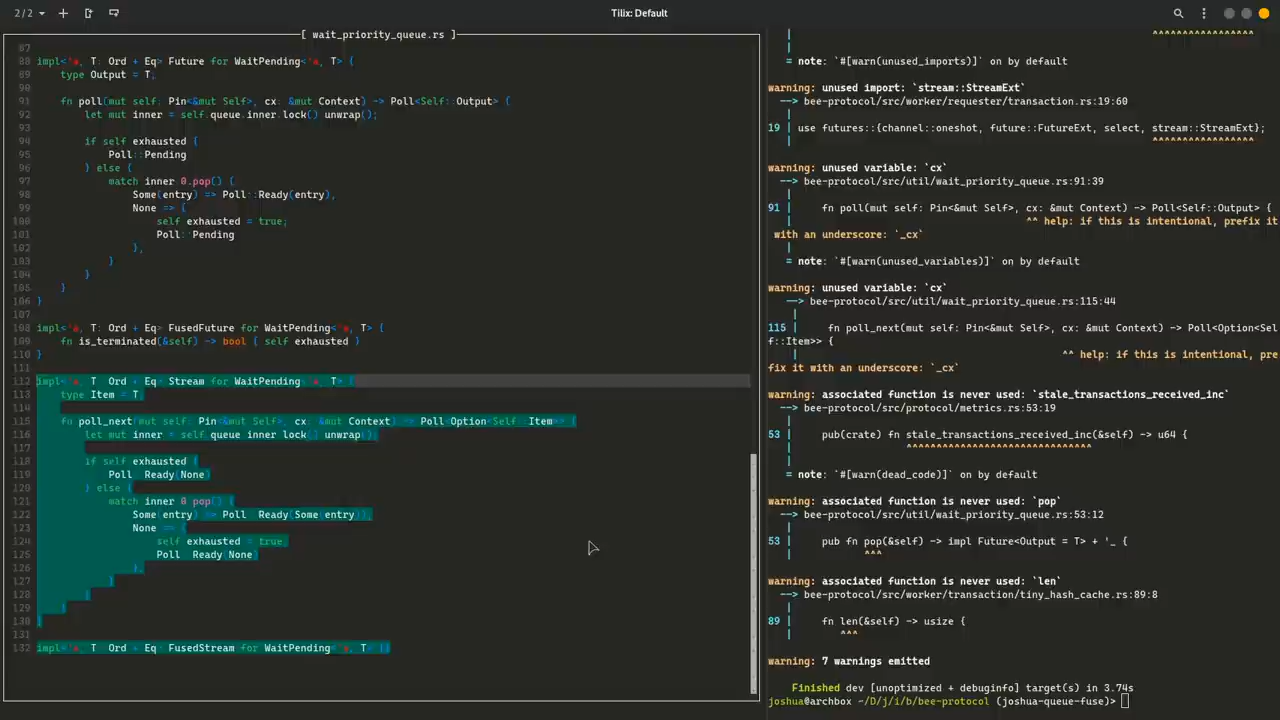 2/2
Tilix: Default
[ wait_priority_queue.rs ]
87
88 impl<'a, T: Ord + Eq> Future for WaitPending<'a, T> {
89 type Output = T;
90
91 fn poll(mut self: Pin<&mut Self>, cx: &mut Context) -> Poll<Self::Output> {
92 let mut inner = self.queue.inner.lock().unwrap();
93
94 if self.exhausted {
95 Poll::Pending
96 } else {
97 match inner.0.pop() {
98 Some(entry) => Poll::Ready(entry),
99 None => {
100 self.exhausted = true;
101 Poll::Pending
102 },
103 }
104 }
105 }
106 }
107
108 impl<'a, T: Ord + Eq> FusedFuture for WaitPending<'a, T> {
109 fn is_terminated(&self) -> bool { self.exhausted }
110 }
111
112 impl<'a, T: Ord + Eq> Stream for WaitPending<'a, T> {
113 type Item = T;
114
115 fn poll_next(mut self: Pin<&mut Self>, cx: &mut Context) -> Poll<Option<Self::Item>> {
116 let mut inner = self.queue.inner.lock().unwrap();
117
118 if self.exhausted {
119 Poll::Ready(None)
120 } else {
121 match inner.0.pop() {
122 Some(entry) => Poll::Ready(Some(entry)),
123 None => {
124 self.exhausted = true;
125 Poll::Ready(None)
126 },
127 }
128 }
129 }
130 }
131
132 impl<'a, T: Ord + Eq> FusedStream for WaitPending<'a, T> {}
| ^^^^^^^^^^^^^^^^^
|
= note: `#[warn(unused_imports)]` on by default
warning: unused import: `stream::StreamExt`
--> bee-protocol/src/worker/requester/transaction.rs:19:60
|
19 | use futures::{channel::oneshot, future::FutureExt, select, stream::StreamExt};
| ^^^^^^^^^^^^^^^^^
warning: unused variable: `cx`
--> bee-protocol/src/util/wait_priority_queue.rs:91:39
|
91 | fn poll(mut self: Pin<&mut Self>, cx: &mut Context) -> Poll<Self::Output> {
| ^^ help: if this is intentional, prefix it
with an underscore: `_cx`
|
= note: `#[warn(unused_variables)]` on by default
warning: unused variable: `cx`
--> bee-protocol/src/util/wait_priority_queue.rs:115:44
|
115 | fn poll_next(mut self: Pin<&mut Self>, cx: &mut Context) -> Poll<Option<Sel
f::Item>> {
| ^^ help: if this is intentional, pre
fix it with an underscore: `_cx`
warning: associated function is never used: `stale_transactions_received_inc`
--> bee-protocol/src/protocol/metrics.rs:53:19
|
53 | pub(crate) fn stale_transactions_received_inc(&self) -> u64 {
| ^^^^^^^^^^^^^^^^^^^^^^^^^^^^^^^
|
= note: `#[warn(dead_code)]` on by default
warning: associated function is never used: `pop`
--> bee-protocol/src/util/wait_priority_queue.rs:53:12
|
53 | pub fn pop(&self) -> impl Future<Output = T> + '_ {
| ^^^
warning: associated function is never used: `len`
--> bee-protocol/src/worker/transaction/tiny_hash_cache.rs:89:8
|
89 | fn len(&self) -> usize {
| ^^^
warning: 7 warnings emitted
Finished dev [unoptimized + debuginfo] target(s) in 3.74s
joshua@archbox ~/D/j/i/b/bee-protocol (joshua-queue-fuse)>